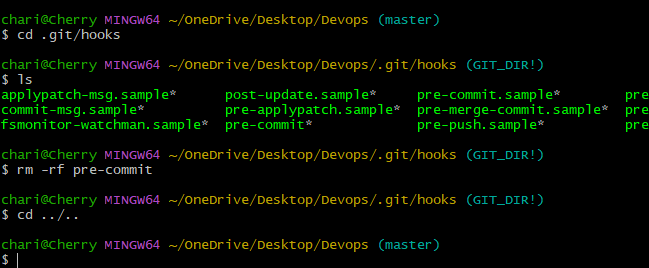 chari@Cherry MINGW64 ~/OneDrive/Desktop/Devops (master)
$ cd .git/hooks
chari@Cherry MINGW64 ~/OneDrive/Desktop/Devops/.git/hooks (GIT_DIR!)
$ ls
applypatch-msg.sample* post-update.sample* pre-commit.sample* pre
commit-msg.sample* pre-applypatch.sample* pre-merge-commit.sample* pre
fsmonitor-watchman.sample* pre-commit* pre-push.sample* pre
chari@Cherry MINGW64 ~/OneDrive/Desktop/Devops/.git/hooks (GIT_DIR!)
$ rm -rf pre-commit
chari@Cherry MINGW64 ~/OneDrive/Desktop/Devops/.git/hooks (GIT_DIR!)
$ cd ../..
chari@Cherry MINGW64 ~/OneDrive/Desktop/Devops (master)
$